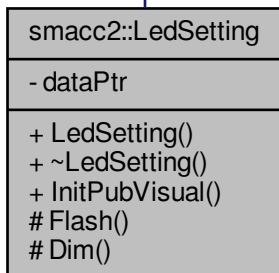 smacc2::LedSetting
- dataPtr
+ LedSetting()
+ ~LedSetting()
+ InitPubVisual()
# Flash()
# Dim()